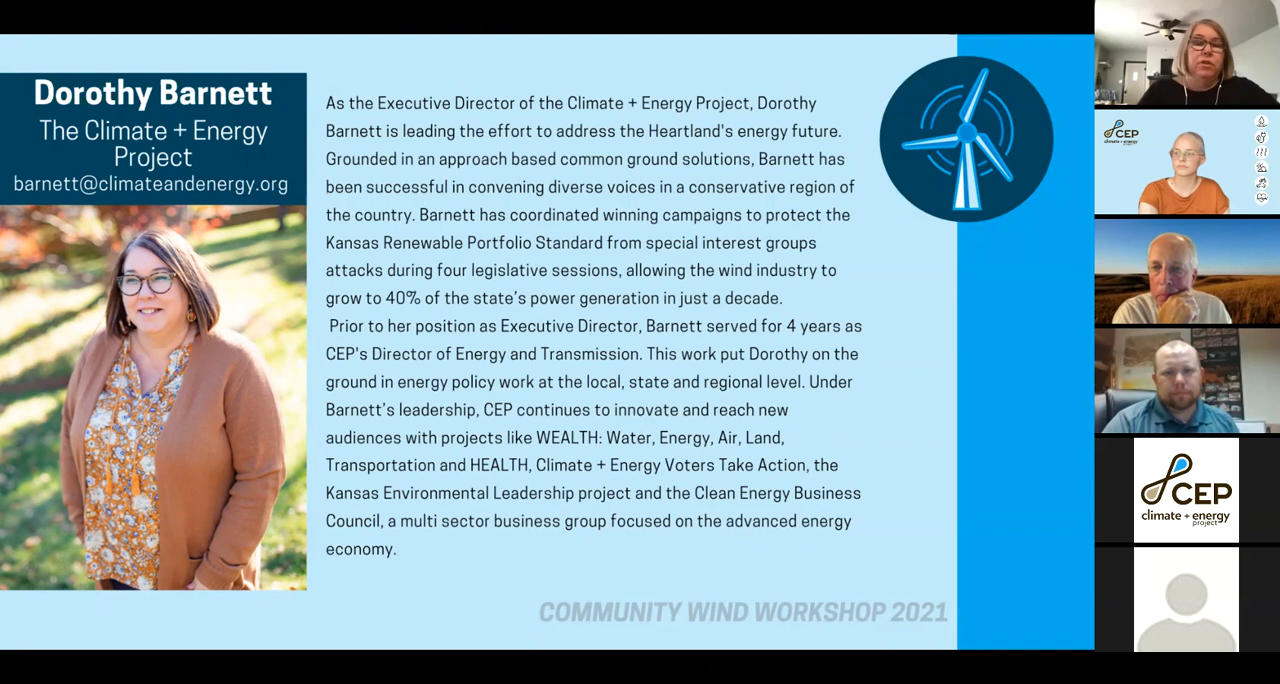 Dorothy Barnett
The Climate + Energy
Project
barnett@climateandenergy.org
As the Executive Director of the Climate + Energy Project, Dorothy
Barnett is leading the effort to address the Heartland's energy future.
Grounded in an approach based common ground solutions, Barnett has
been successful in convening diverse voices in a conservative region of
the country. Barnett has coordinated winning campaigns to protect the
Kansas Renewable Portfolio Standard from special interest groups
attacks during four legislative sessions, allowing the wind industry to
grow to 40% of the state's power generation in just a decade.
Prior to her position as Executive Director, Barnett served for 4 years as
CEP's Director of Energy and Transmission. This work put Dorothy on the
ground in energy policy work at the local, state and regional level. Under
Barnett's leadership, CEP continues to innovate and reach new
audiences with projects like WEALTH: Water, Energy, Air, Land,
Transportation and HEALTH, Climate + Energy Voters Take Action, the
Kansas Environmental Leadership project and the Clean Energy Business
Council, a multi sector business group focused on the advanced energy
economy.
COMMUNITY WIND WORKSHOP 2021
CEP
climate + energy
project
CEP
climate + energy
project